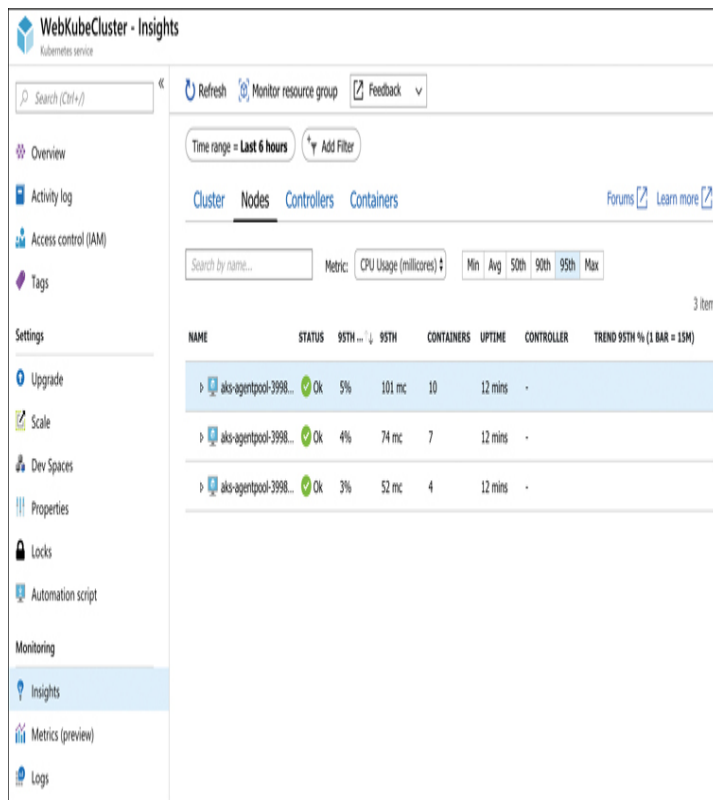 WebKubeCluster - Insights
Kubernetes service
«
Search (Ctrl+/)
Overview
Activity log
Access control (IAM)
Tags
Settings
Upgrade
Scale
Dev Spaces
Properties
Locks
Automation script
Monitoring
Insights
Metrics (preview)
Logs
Refresh Monitor resource group Feedback
Time range = Last 6 hours Add Filter
Cluster Nodes Controllers Containers Forums Learn more
Search by name... Metric: CPU Usage (millicores) Min Avg 50th 90th 95th Max
3 item
NAME STATUS 95TH ... ↓ 95TH CONTAINERS UPTIME CONTROLLER TREND 95TH % (1 BAR = 15M)
aks-agentpool-3998... Ok 5% 101 mc 10 12 mins -
aks-agentpool-3998... Ok 4% 74 mc 7 12 mins -
aks-agentpool-3998... Ok 3% 52 mc 4 12 mins -